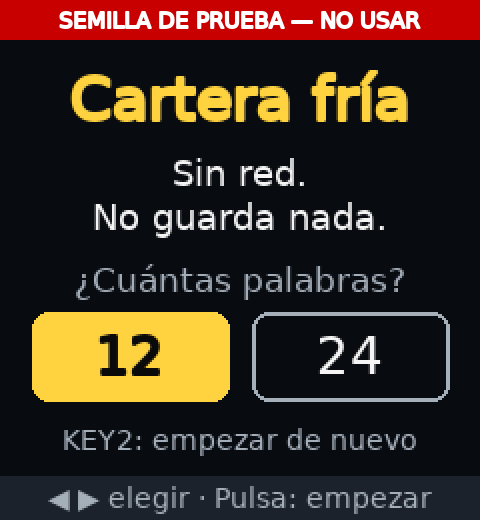 SEMILLA DE PRUEBA — NO USAR
Cartera fría
Sin red.
No guarda nada.
¿Cuántas palabras?
12 24
KEY2: empezar de nuevo
◀ ▶ elegir · Pulsa: empezar